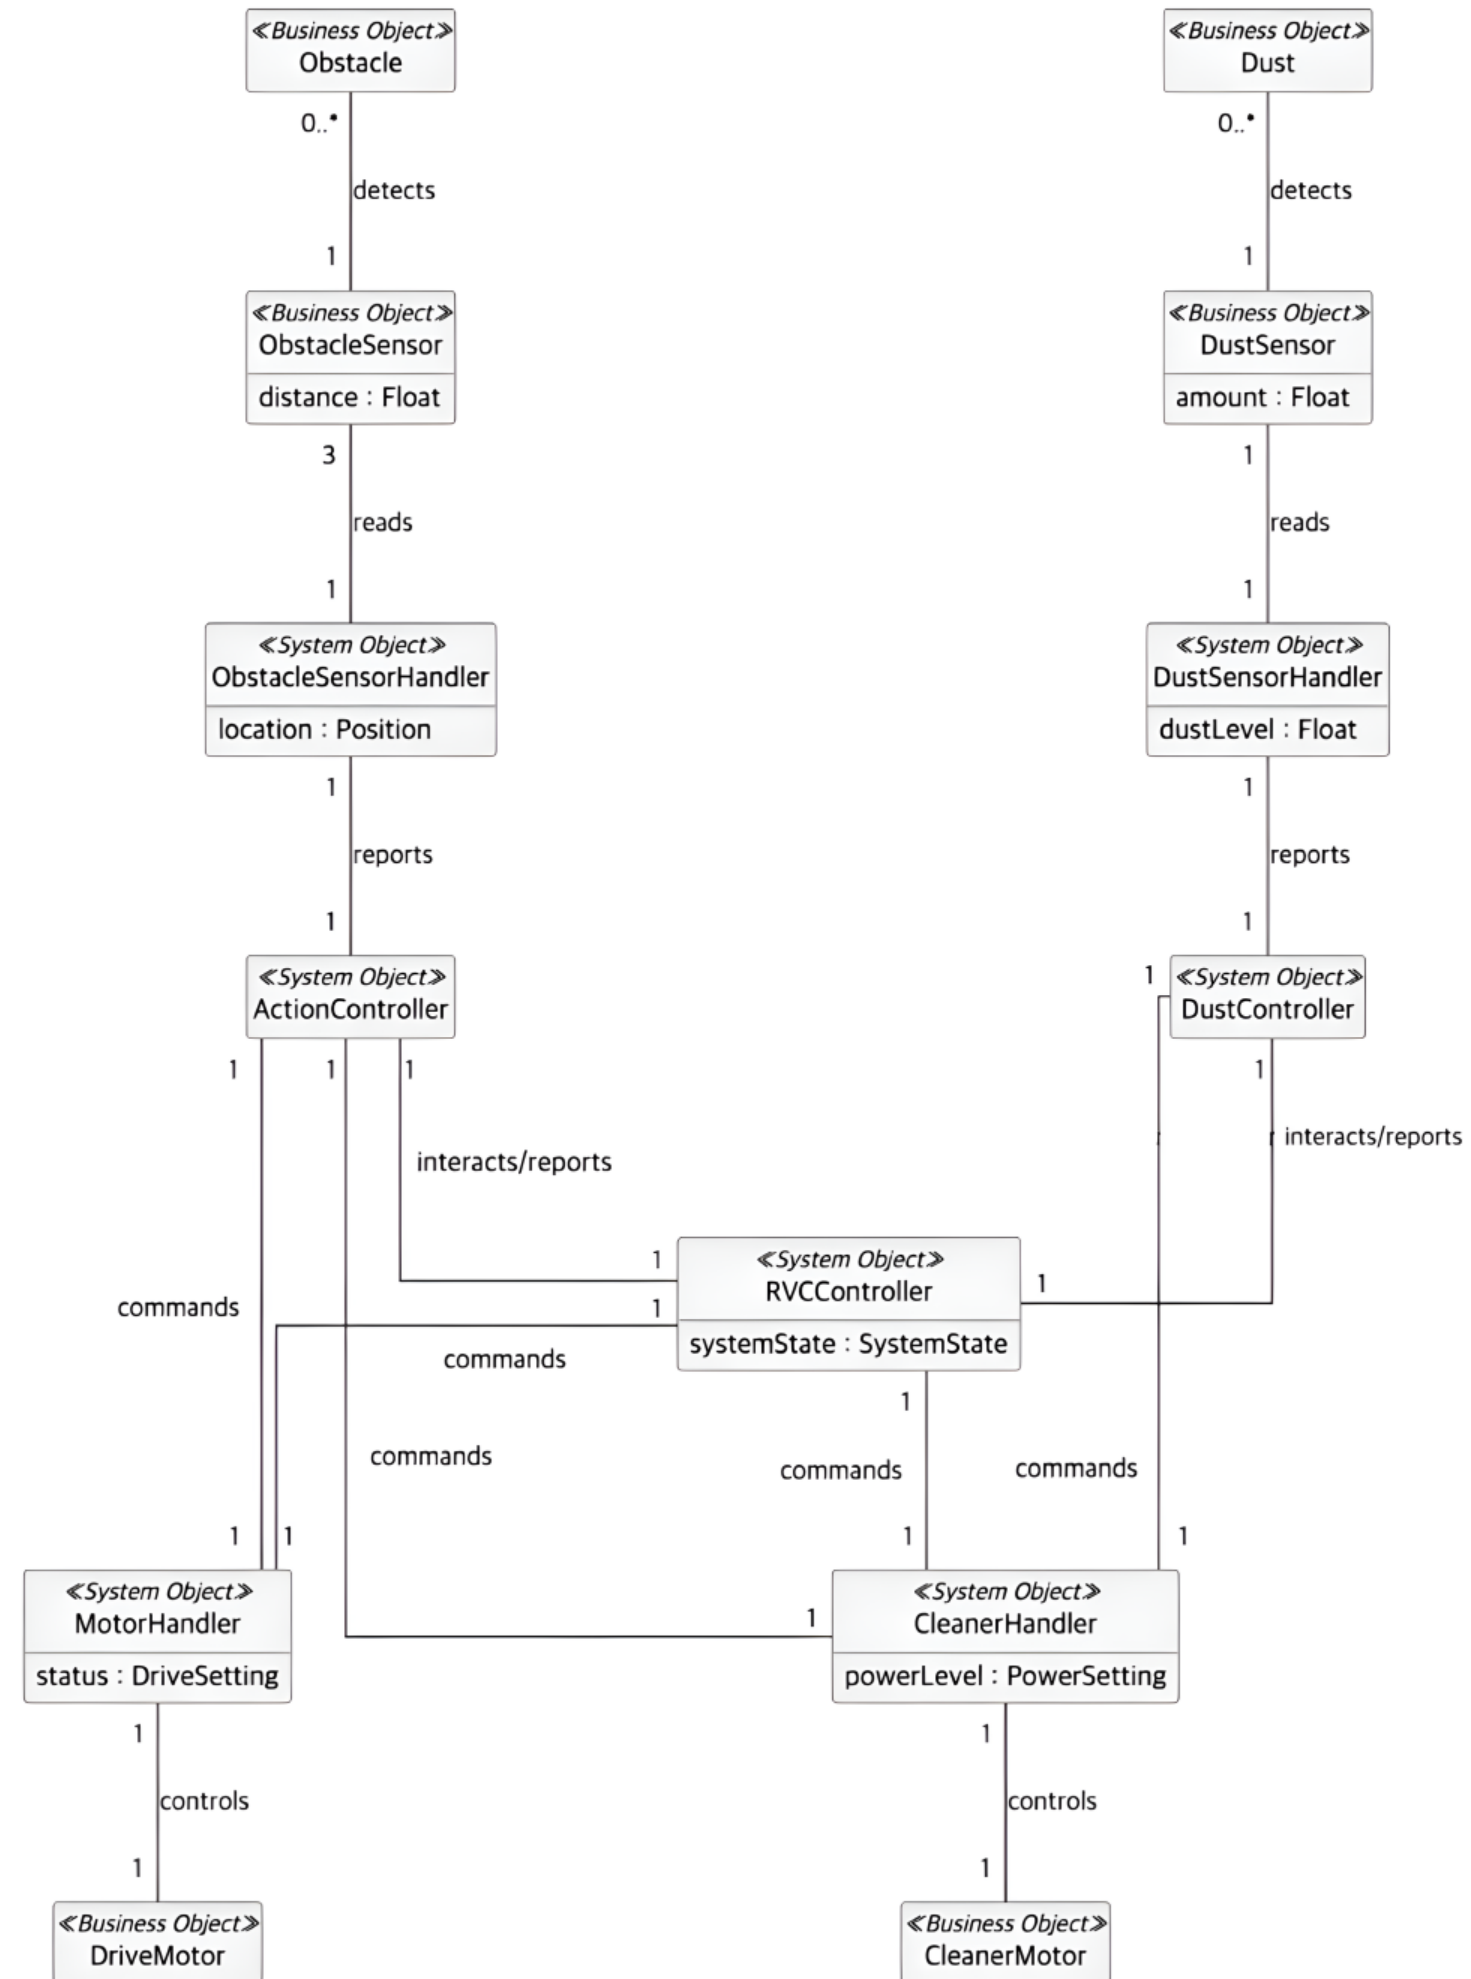 ≪Business Object≫
Obstacle
≪Business Object≫
Dust
0..*
0..*
detects
detects
1
1
≪Business Object≫
ObstacleSensor
distance : Float
≪Business Object≫
DustSensor
amount : Float
3
1
reads
reads
1
1
≪System Object≫
ObstacleSensorHandler
location : Position
≪System Object≫
DustSensorHandler
dustLevel : Float
1
1
reports
reports
1
1
≪System Object≫
ActionController
1
≪System Object≫
DustController
1
1
1
1
interacts/reports
interacts/reports
1
≪System Object≫
RVCController
systemState : SystemState
1
1
commands
commands
1
commands
commands
commands
1
1
1
1
≪System Object≫
MotorHandler
status : DriveSetting
1
≪System Object≫
CleanerHandler
powerLevel : PowerSetting
1
1
controls
controls
1
1
≪Business Object≫
DriveMotor
≪Business Object≫
CleanerMotor